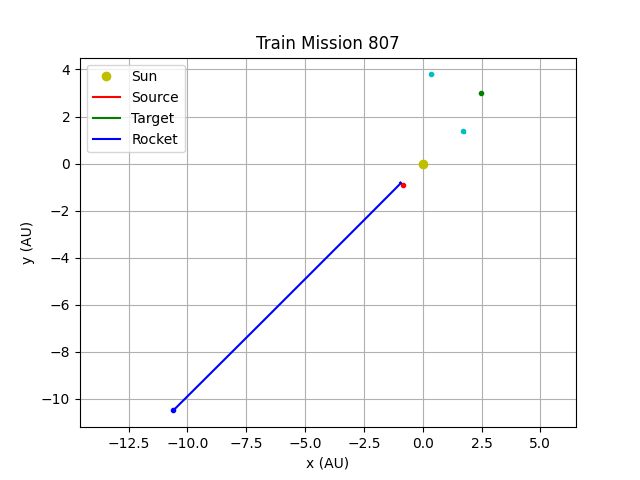 Train Mission 807
Sun
Source
Target
Rocket
4
2
0
−2
−4
−6
−8
−10
y (AU)
−12.5 −10.0 −7.5 −5.0 −2.5 0.0 2.5 5.0
x (AU)